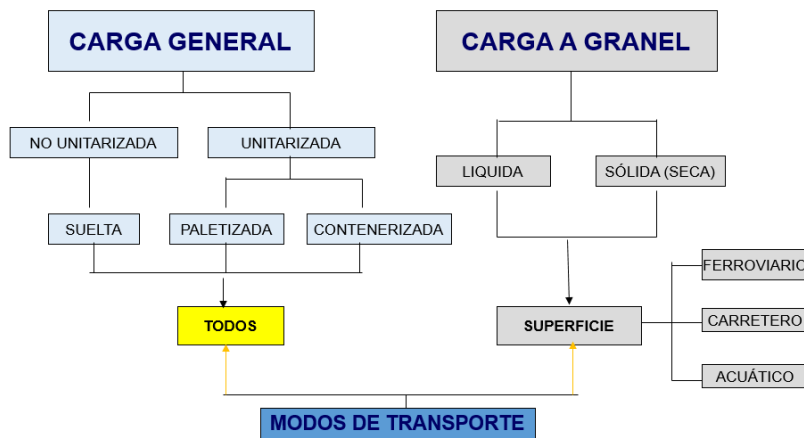 CARGA GENERAL
CARGA A GRANEL
NO UNITARIZADA
UNITARIZADA
LIQUIDA
SÓLIDA (SECA)
SUELTA
PALETIZADA
CONTENERIZADA
FERROVIARIO
TODOS
SUPERFICIE
CARRETERO
ACUÁTICO
MODOS DE TRANSPORTE